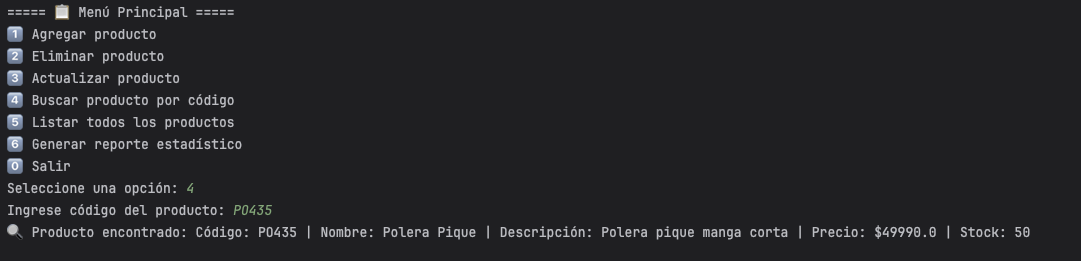 ===== 📋 Menú Principal =====
1️⃣ Agregar producto
2️⃣ Eliminar producto
3️⃣ Actualizar producto
4️⃣ Buscar producto por código
5️⃣ Listar todos los productos
6️⃣ Generar reporte estadístico
0️⃣ Salir
Seleccione una opción: 4
Ingrese código del producto: PO435
🔍 Producto encontrado: Código: PO435 | Nombre: Polera Pique | Descripción: Polera pique manga corta | Precio: $49990.0 | Stock: 50